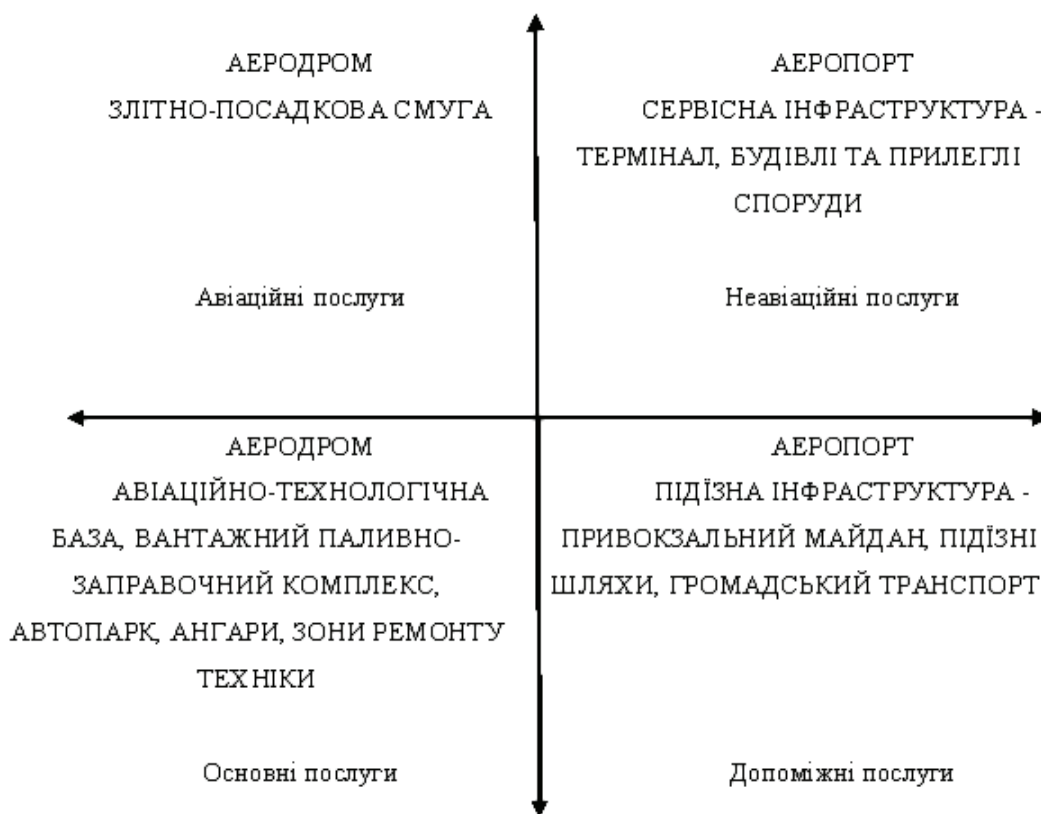 АЕРОДРОМ
ЗЛІТНО-ПОСАДКОВА СМУГА
Авіаційні послуги
АЕРОПОРТ
СЕРВІСНА ІНФРАСТРУКТУРА -
ТЕРМІНАЛ, БУДІВЛІ ТА ПРИЛЕГЛІ
СПОРУДИ
Неавіаційні послуги
АЕРОДРОМ
АВІАЦІЙНО-ТЕХНОЛОГІЧНА
БАЗА, ВАНТАЖНИЙ ПАЛИВНО-
ЗАПРАВОЧНИЙ КОМПЛЕКС,
АВТОПАРК, АНГАРИ, ЗОНИ РЕМОНТУ
ТЕХНІКИ
Основні послуги
АЕРОПОРТ
ПІДЇЗНА ІНФРАСТРУКТУРА -
ПРИВОКЗАЛЬНИЙ МАЙДАН, ПІДЇЗНІ
ШЛЯХИ, ГРОМАДСЬКИЙ ТРАНСПОРТ
Допоміжні послуги